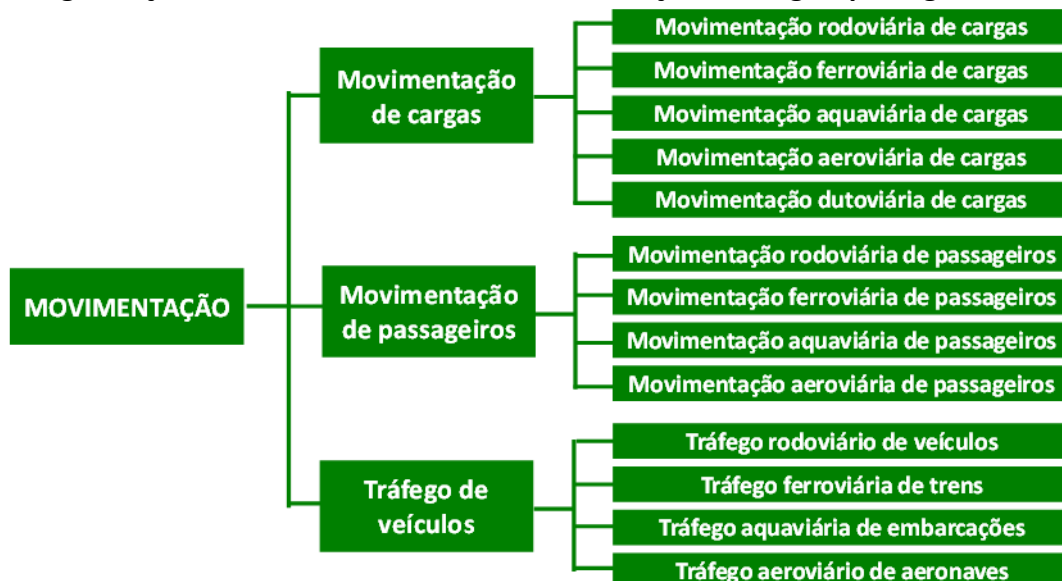 Movimentação rodoviária de cargas
Movimentação
de cargas
Movimentação ferroviária de cargas
Movimentação aquaviária de cargas
Movimentação aeroviária de cargas
Movimentação dutoviária de cargas
MOVIMENTAÇÃO
Movimentação
de passageiros
Movimentação rodoviária de passageiros
Movimentação ferroviária de passageiros
Movimentação aquaviária de passageiros
Movimentação aeroviária de passageiros
Tráfego de
veículos
Tráfego rodoviário de veículos
Tráfego ferroviária de trens
Tráfego aquaviária de embarcações
Tráfego aeroviário de aeronaves